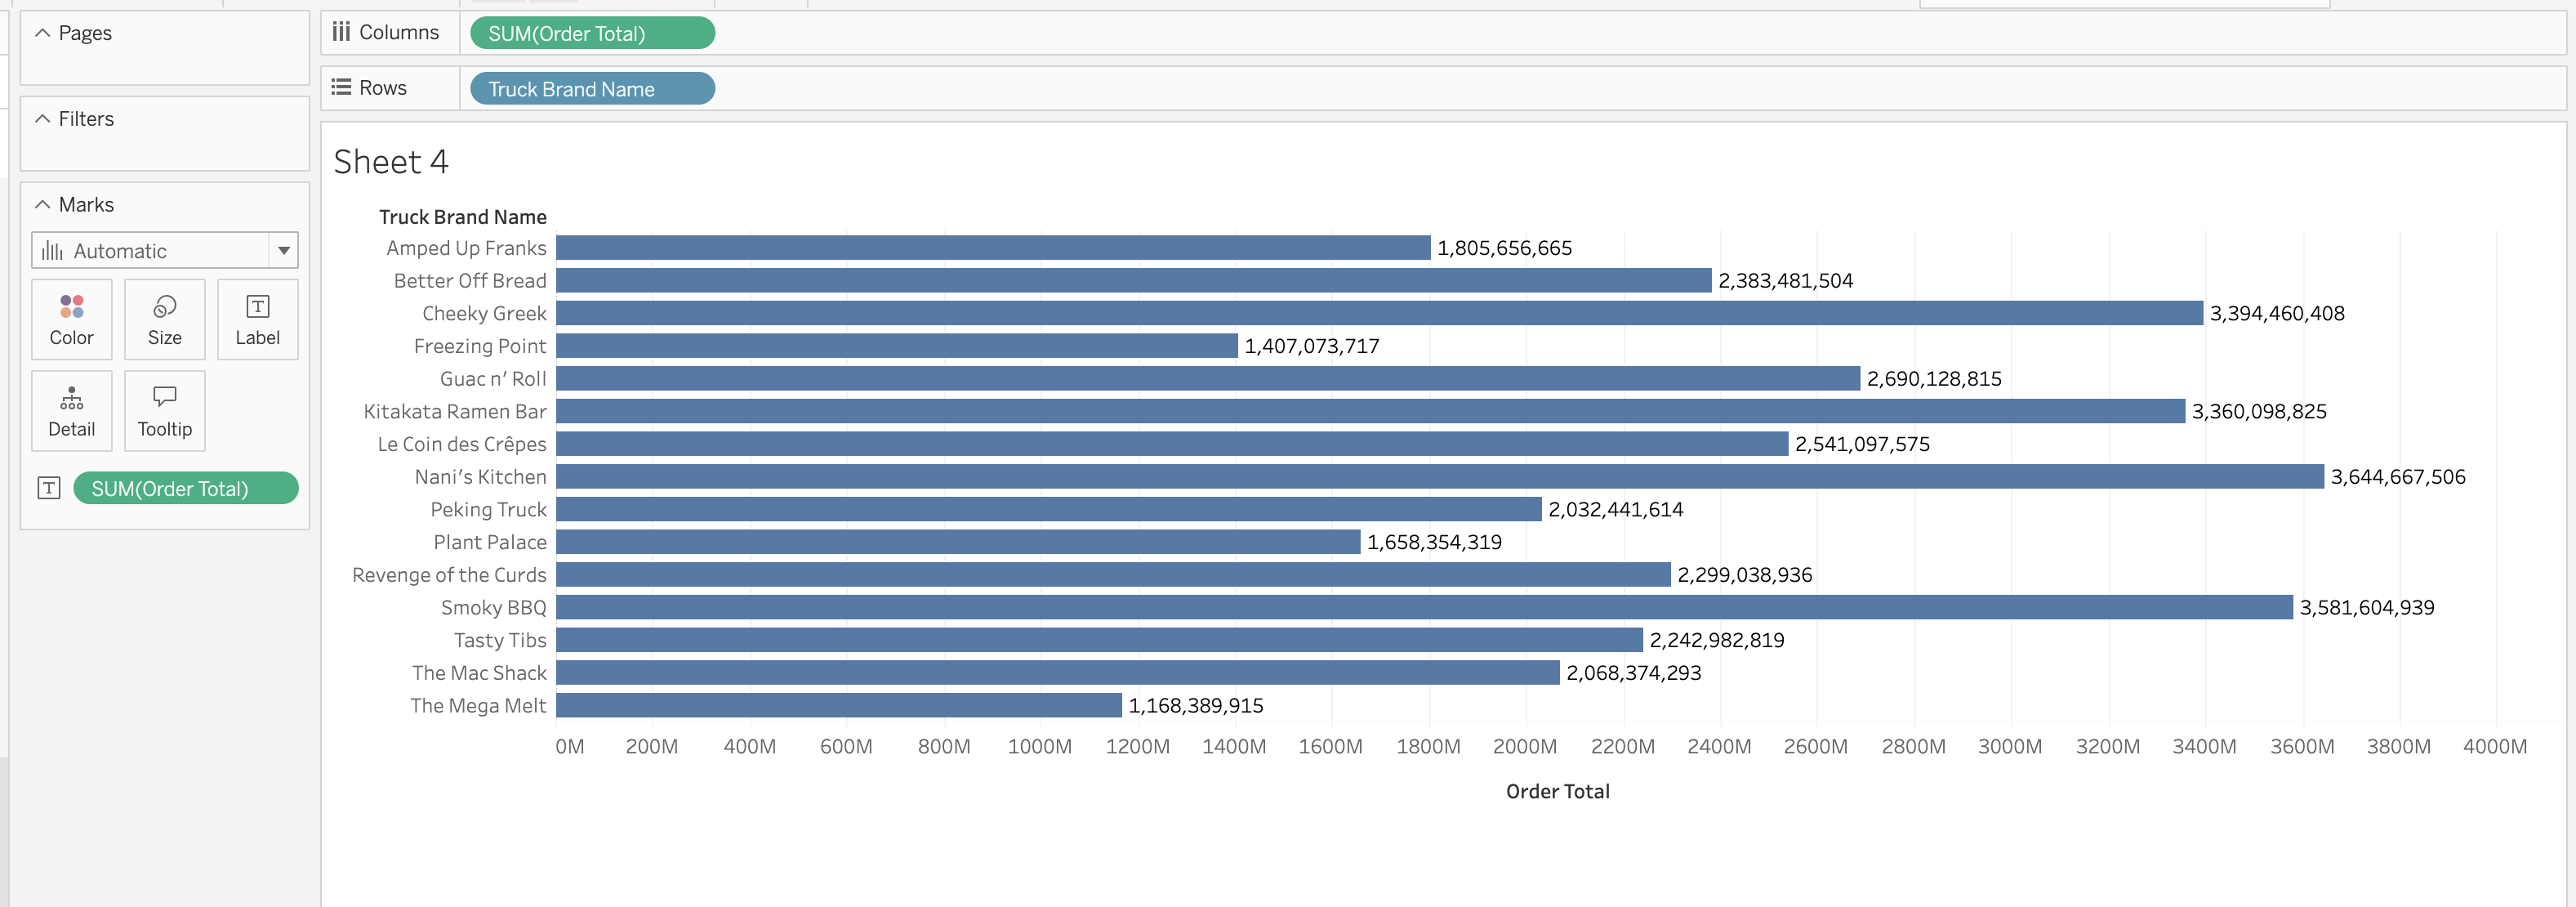 Pages
Filters
Marks
Automatic
Color Size Label
Detail Tooltip
SUM(Order Total)
Columns SUM(Order Total)
Rows Truck Brand Name
Sheet 4
Truck Brand Name
Amped Up Franks 1,805,656,665
Better Off Bread 2,383,481,504
Cheeky Greek 3,394,460,408
Freezing Point 1,407,073,717
Guac n’ Roll 2,690,128,815
Kitakata Ramen Bar 3,360,098,825
Le Coin des Crêpes 2,541,097,575
Nani’s Kitchen 3,644,667,506
Peking Truck 2,032,441,614
Plant Palace 1,658,354,319
Revenge of the Curds 2,299,038,936
Smoky BBQ 3,581,604,939
Tasty Tibs 2,242,982,819
The Mac Shack 2,068,374,293
The Mega Melt 1,168,389,915
0M 200M 400M 600M 800M 1000M 1200M 1400M 1600M 1800M 2000M 2200M 2400M 2600M 2800M 3000M 3200M 3400M 3600M 3800M 4000M
Order Total